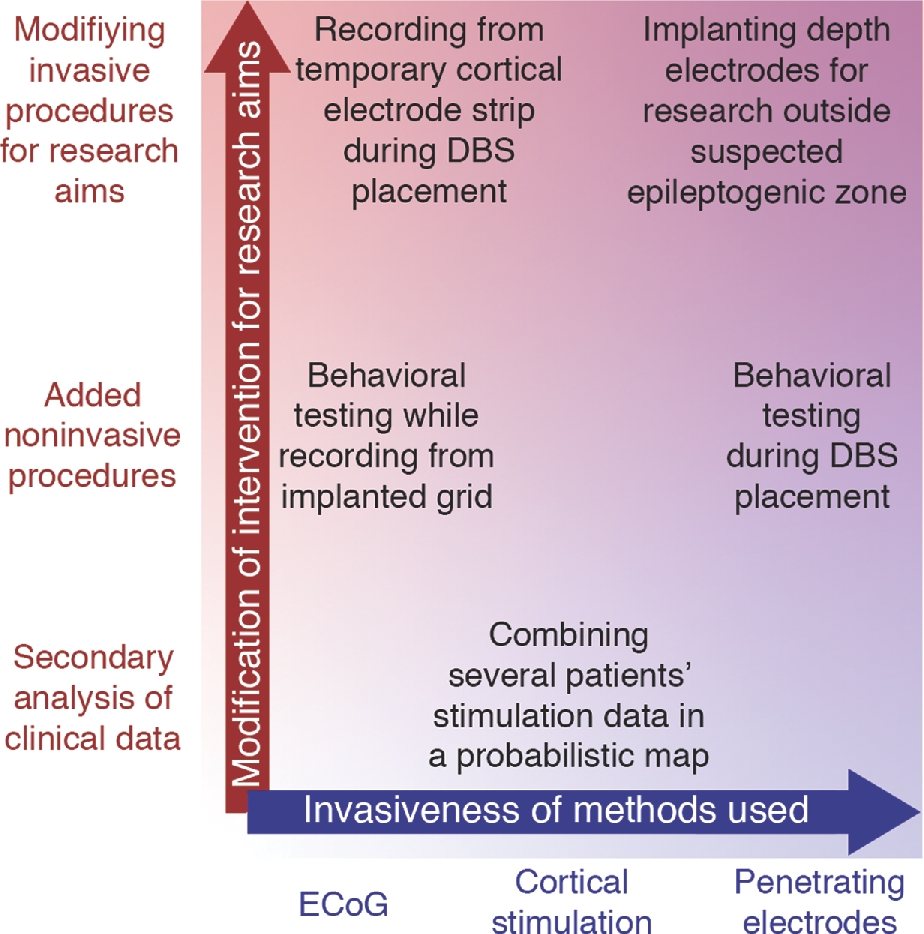 Modifiying
invasive
procedures
for research
aims
Added
noninvasive
procedures
Secondary
analysis of
clinical data
Modification of intervention for research aims
Recording from
temporary cortical
electrode strip
during DBS
placement
Implanting depth
electrodes for
research outside
suspected
epileptogenic zone
Behavioral
testing while
recording from
implanted grid
Behavioral
testing
during DBS
placement
Combining
several patients’
stimulation data in
a probabilistic map
Invasiveness of methods used
ECoG
Cortical
stimulation
Penetrating
electrodes